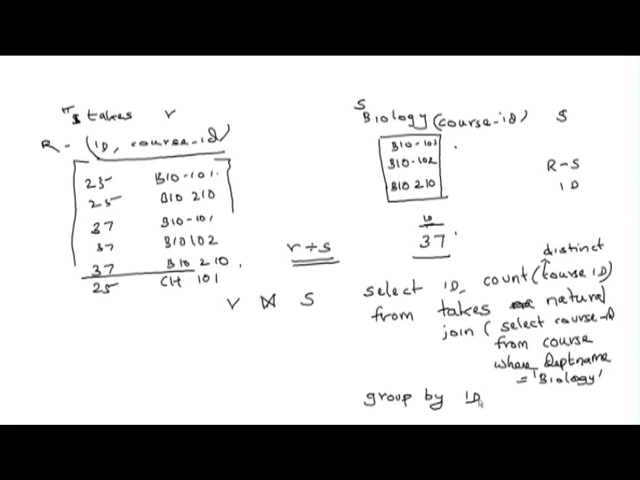 takes r
R - (ID, course-id)
25 BIO-101
25 BIO 210
37 BIO-101
37 BIO102
37 BIO 210
25 CH 101
r ⋈ S
r ÷ s
S
Biology (course-id) S
BIO-101
BIO-102
BIO 210
R-S
ID
ID
37
distinct
select ID, count (course ID)
from takes natural
join ( select course-id
from course
where deptname
= 'Biology'
group by ID